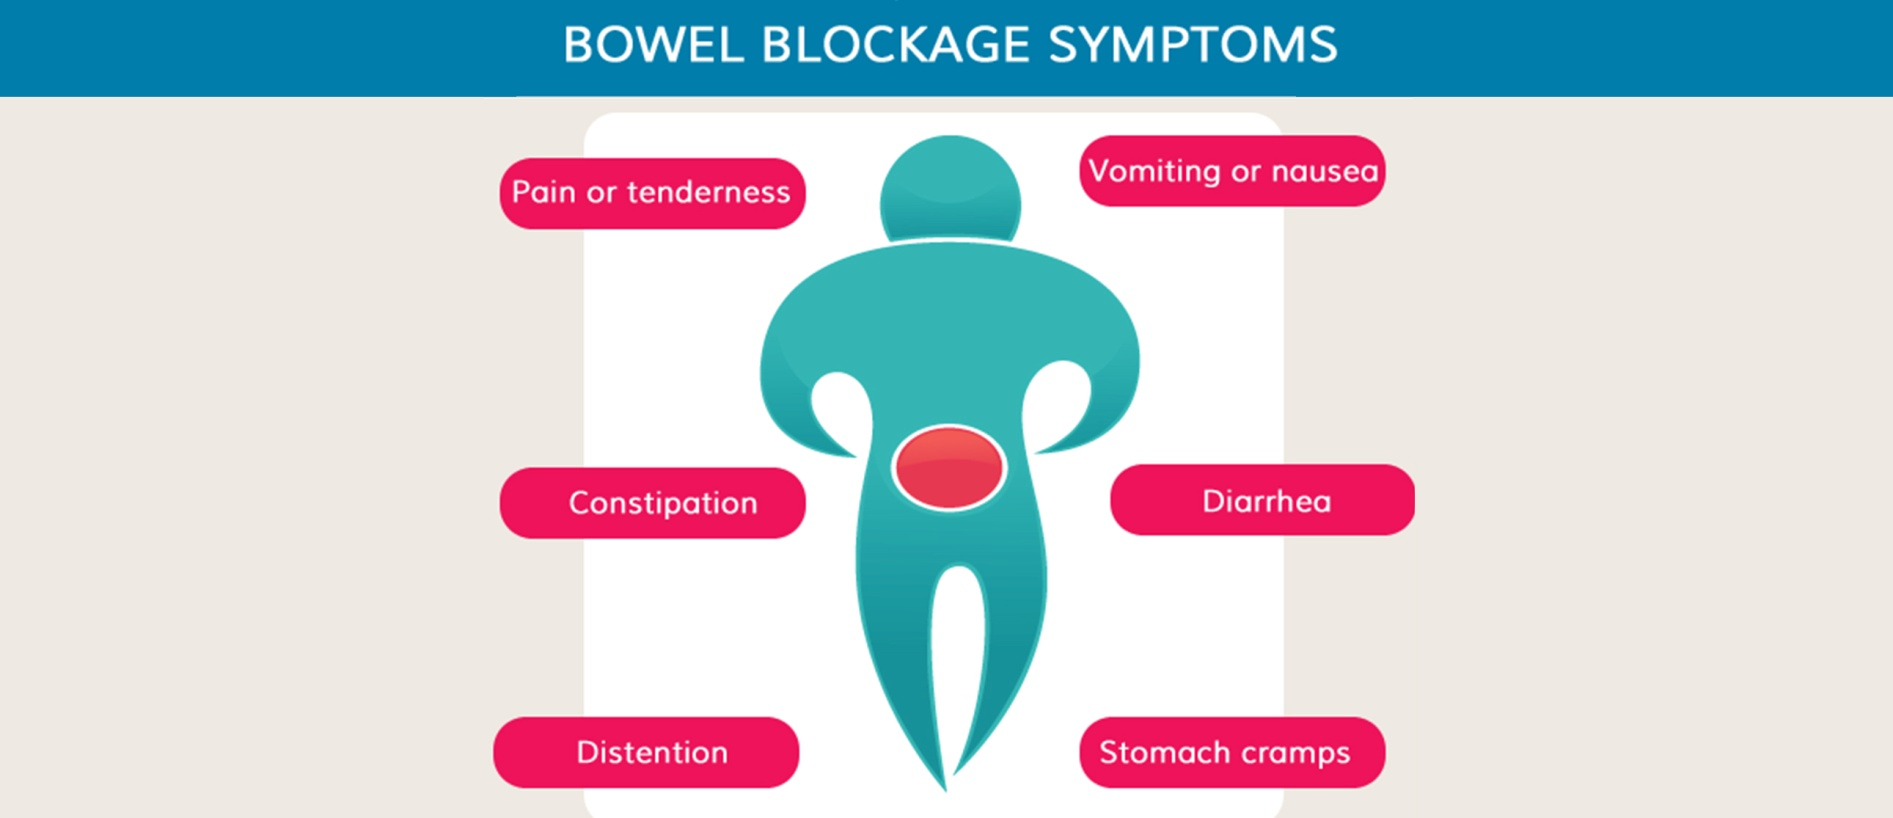 BOWEL BLOCKAGE SYMPTOMS
Pain or tenderness
Vomiting or nausea
Constipation
Diarrhea
Distention
Stomach cramps